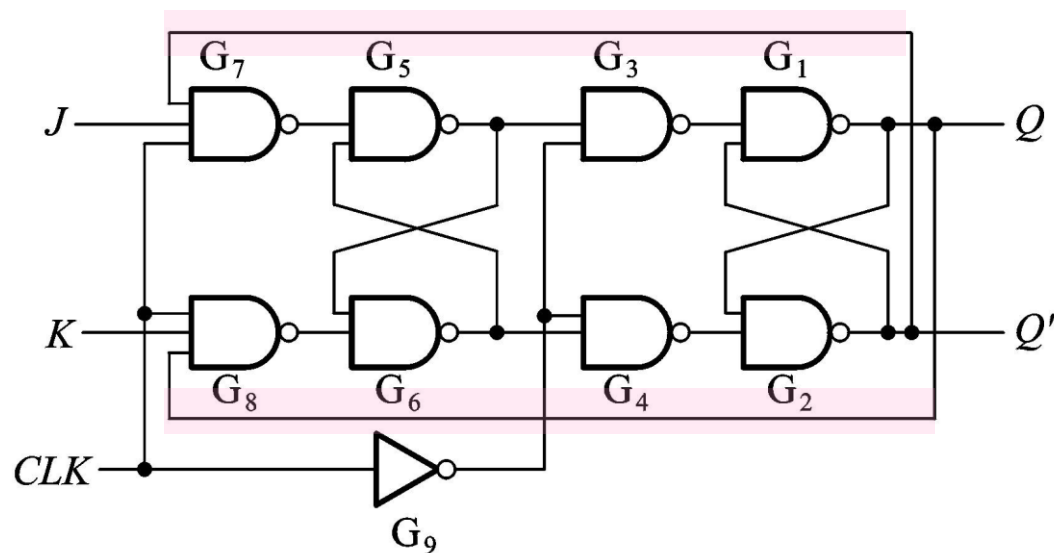 G₇ G₅ G₃ G₁
J Q
K Q'
G₈ G₆ G₄ G₂
CLK
G₉